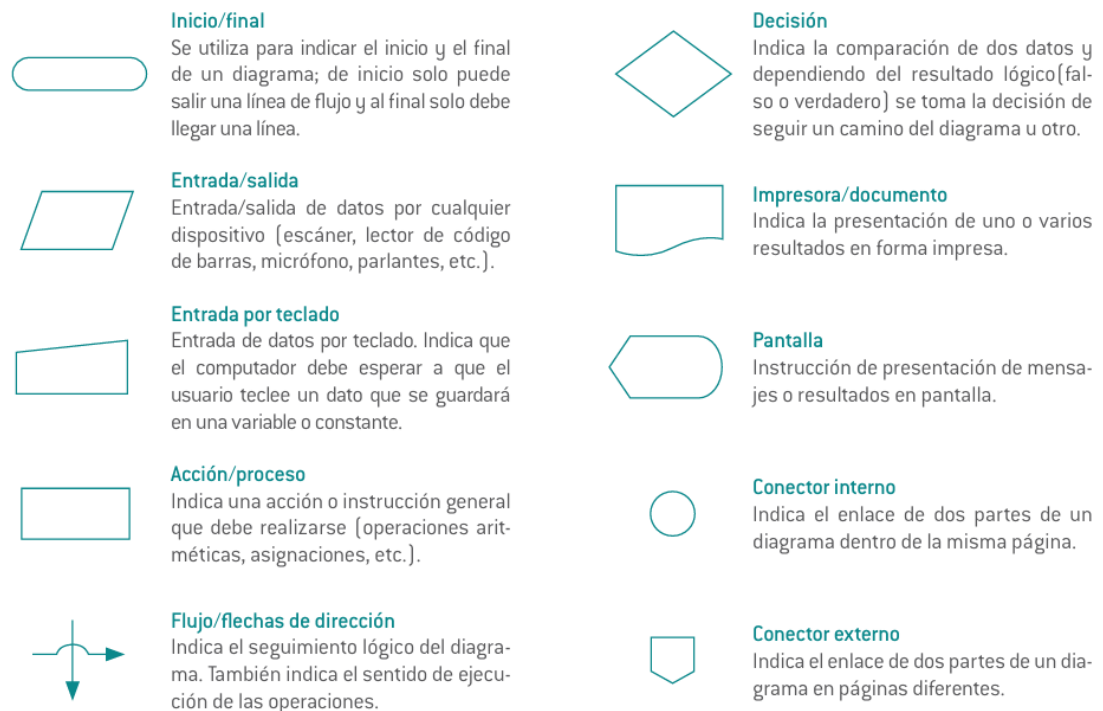 Inicio/final
Se utiliza para indicar el inicio y el final
de un diagrama; de inicio solo puede
salir una línea de flujo y al final solo debe
llegar una línea.
Entrada/salida
Entrada/salida de datos por cualquier
dispositivo (escáner, lector de código
de barras, micrófono, parlantes, etc.).
Entrada por teclado
Entrada de datos por teclado. Indica que
el computador debe esperar a que el
usuario teclee un dato que se guardará
en una variable o constante.
Acción/proceso
Indica una acción o instrucción general
que debe realizarse (operaciones arit-
méticas, asignaciones, etc.).
Flujo/flechas de dirección
Indica el seguimiento lógico del diagra-
ma. También indica el sentido de ejecu-
ción de las operaciones.
Decisión
Indica la comparación de dos datos y
dependiendo del resultado lógico(fal-
so o verdadero) se toma la decisión de
seguir un camino del diagrama u otro.
Impresora/documento
Indica la presentación de uno o varios
resultados en forma impresa.
Pantalla
Instrucción de presentación de mensa-
jes o resultados en pantalla.
Conector interno
Indica el enlace de dos partes de un
diagrama dentro de la misma página.
Conector externo
Indica el enlace de dos partes de un dia-
grama en páginas diferentes.